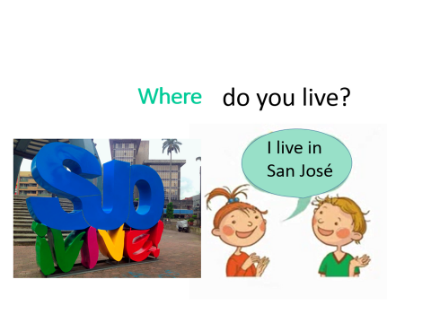 Where do you live?
I live in
San José
SJO
¡ViVe!